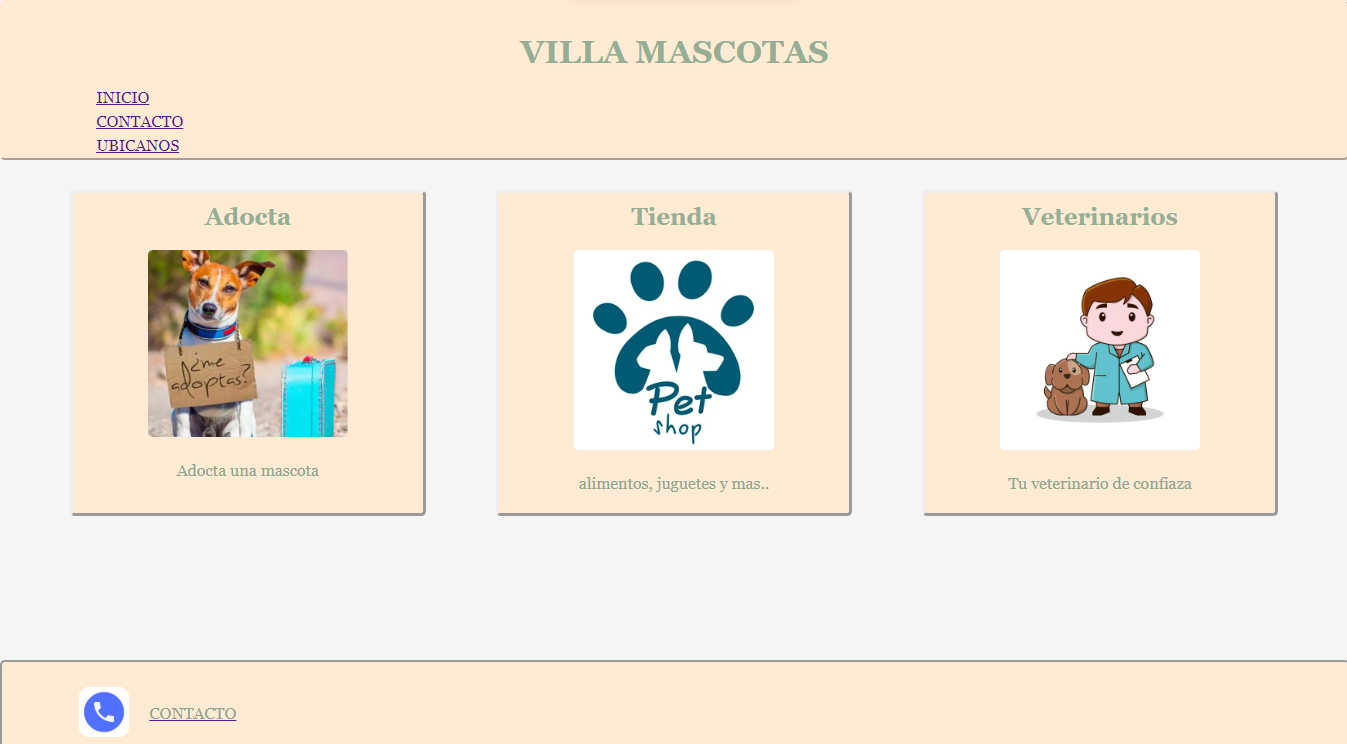 VILLA MASCOTAS
INICIO
CONTACTO
UBICANOS
Adocta
Tienda
Veterinarios
¿me
adoptas?
Pet
shop
Adocta una mascota
alimentos, juguetes y mas..
Tu veterinario de confiaza
CONTACTO